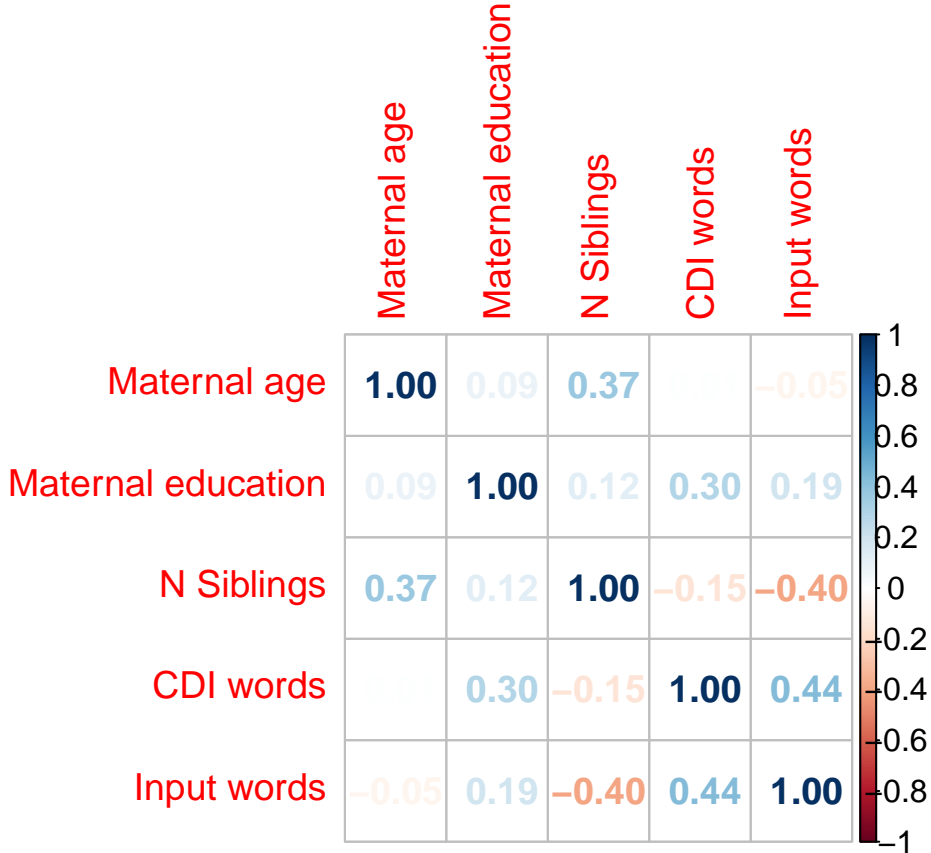 Maternal age
Maternal education
N Siblings
CDI words
Input words
Maternal age 1.00 0.09 0.37 −0.05
Maternal education 0.09 1.00 0.12 0.30 0.19
N Siblings 0.37 0.12 1.00 −0.15 −0.40
CDI words 0.30 −0.15 1.00 0.44
Input words −0.05 0.19 −0.40 0.44 1.00
1
0.8
0.6
0.4
0.2
0
−0.2
−0.4
−0.6
−0.8
−1